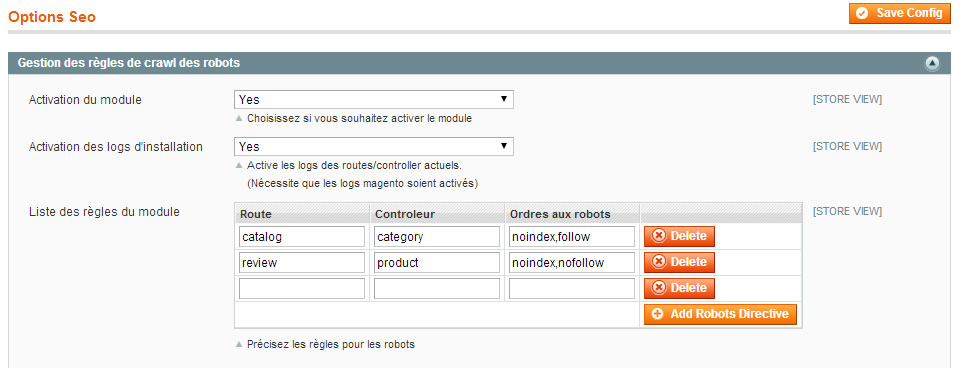 Options Seo
Save Config
Gestion des règles de crawl des robots
Activation du module
Yes
[STORE VIEW]
Choisissez si vous souhaitez activer le module
Activation des logs d'installation
Yes
[STORE VIEW]
Active les logs des routes/controller actuels.
(Nécessite que les logs magento soient activés)
Liste des règles du module
[STORE VIEW]
Route Controleur Ordres aux robots
catalog category noindex,follow Delete
review product noindex,nofollow Delete
Delete
Add Robots Directive
Précisez les règles pour les robots